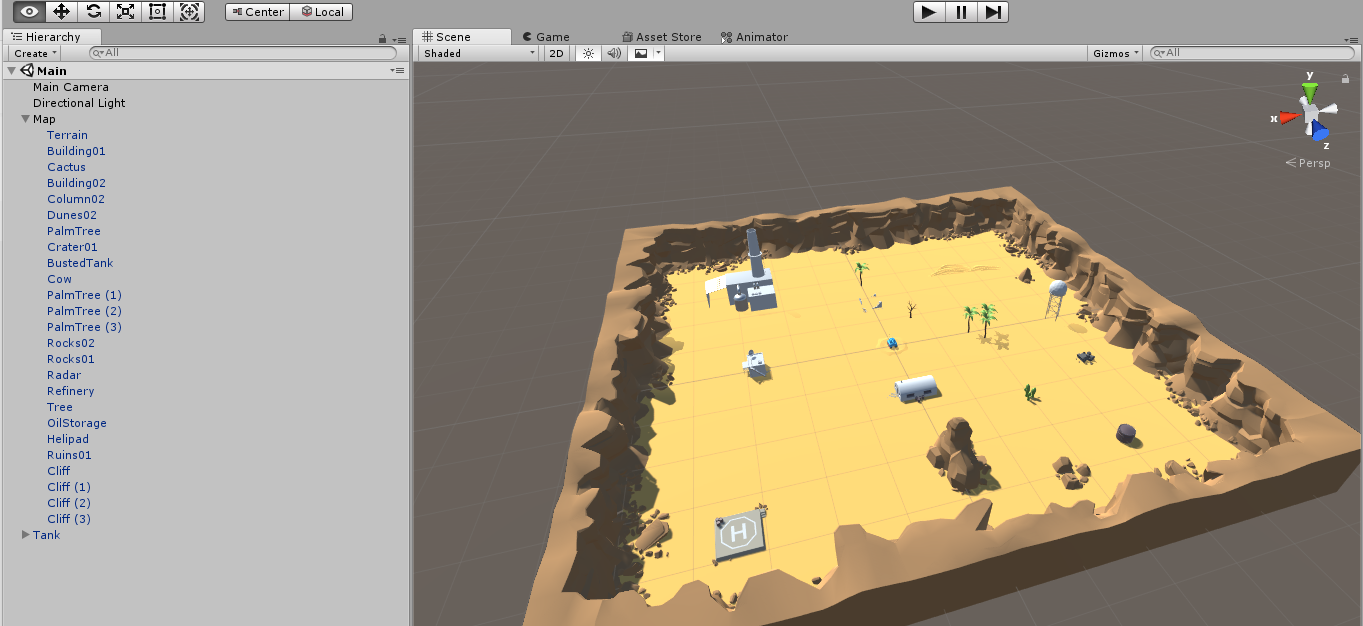 Center Local
Hierarchy
Create All
Main
Main Camera
Directional Light
Map
Terrain
Building01
Cactus
Building02
Column02
Dunes02
PalmTree
Crater01
BustedTank
Cow
PalmTree (1)
PalmTree (2)
PalmTree (3)
Rocks02
Rocks01
Radar
Refinery
Tree
OilStorage
Helipad
Ruins01
Cliff
Cliff (1)
Cliff (2)
Cliff (3)
Tank
Scene Game Asset Store Animator
Shaded 2D Gizmos All
y
x
z
Persp
H